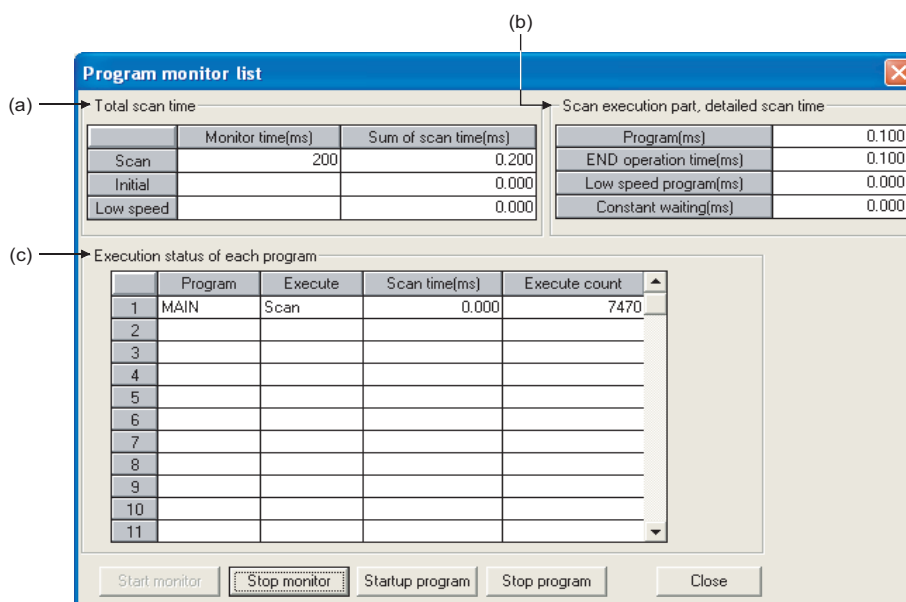 (b)
Program monitor list
(a)
Total scan time
Monitor time(ms) Sum of scan time(ms)
Scan 200 0.200
Initial 0.000
Low speed 0.000
Scan execution part, detailed scan time
Program(ms) 0.100
END operation time(ms) 0.100
Low speed program(ms) 0.000
Constant waiting(ms) 0.000
(c)
Execution status of each program
Program Execute Scan time(ms) Execute count
1 MAIN Scan 0.000 7470
2
3
4
5
6
7
8
9
10
11
Start monitor Stop monitor Startup program Stop program Close